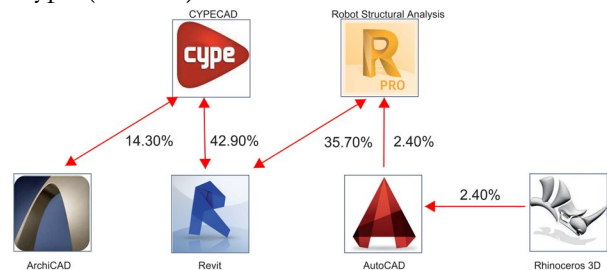 CYPECAD
Robot Structural Analysis
cype
R
PRO
14.30%
42.90%
35.70%
2.40%
2.40%
ArchiCAD
Revit
AutoCAD
Rhinoceros 3D